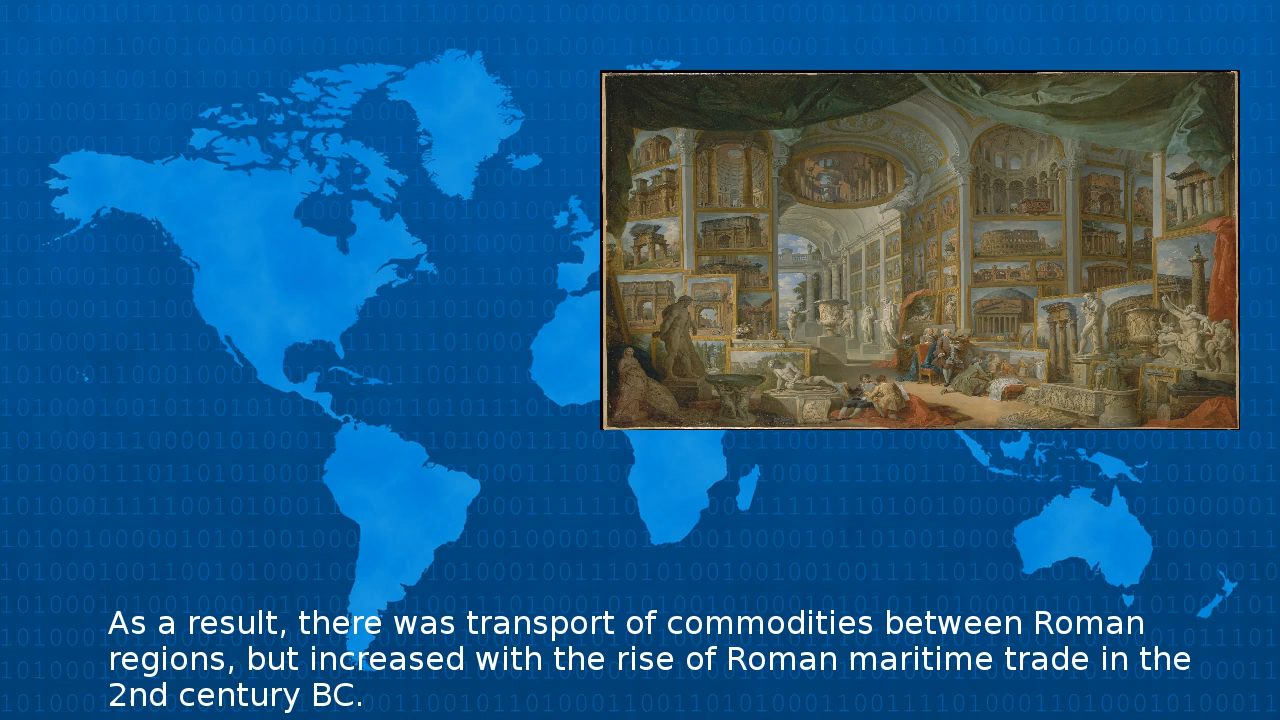 As a result, there was transport of commodities between Roman
regions, but increased with the rise of Roman maritime trade in the
2nd century BC.